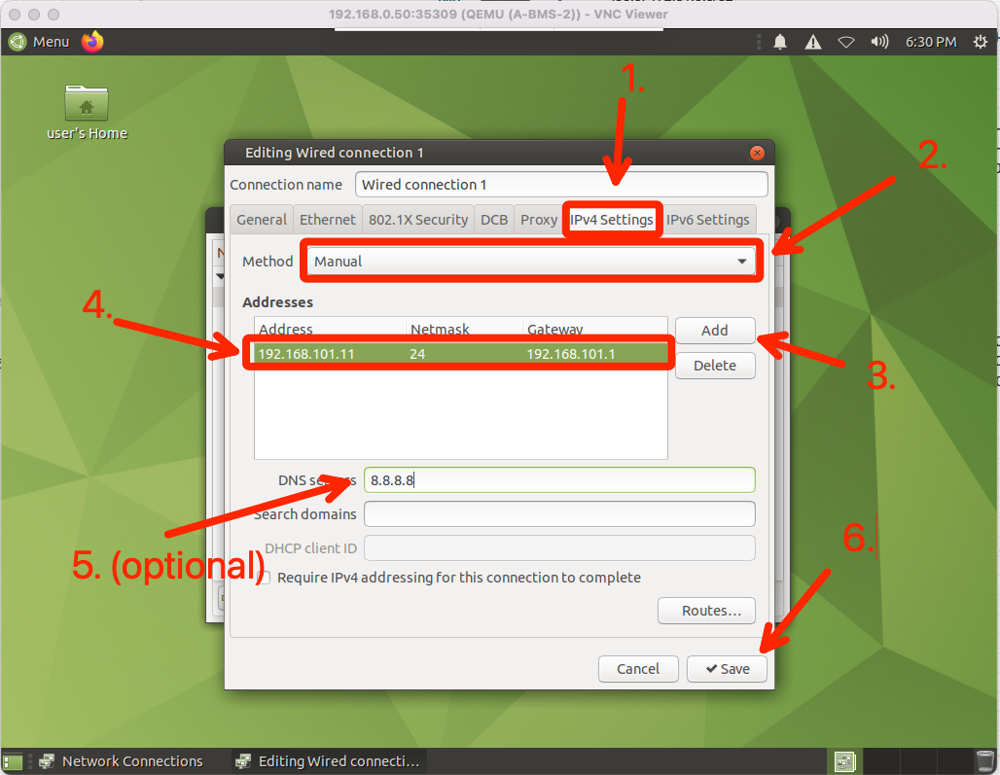 192.168.0.50:35309 (QEMU (A-BMS-2)) - VNC Viewer
Menu
6:30 PM
1.
user's Home
2.
Editing Wired connection 1
Connection name
Wired connection 1
General
Ethernet
802.1X Security
DCB
Proxy
IPv4 Settings
IPv6 Settings
Method
Manual
Addresses
4.
Address
Netmask
Gateway
Add
192.168.101.11
24
192.168.101.1
Delete
3.
DNS servers
8.8.8.8
Search domains
6.
DHCP client ID
5. (optional)
Require IPv4 addressing for this connection to complete
Routes...
Cancel
Save
Network Connections
Editing Wired connecti...